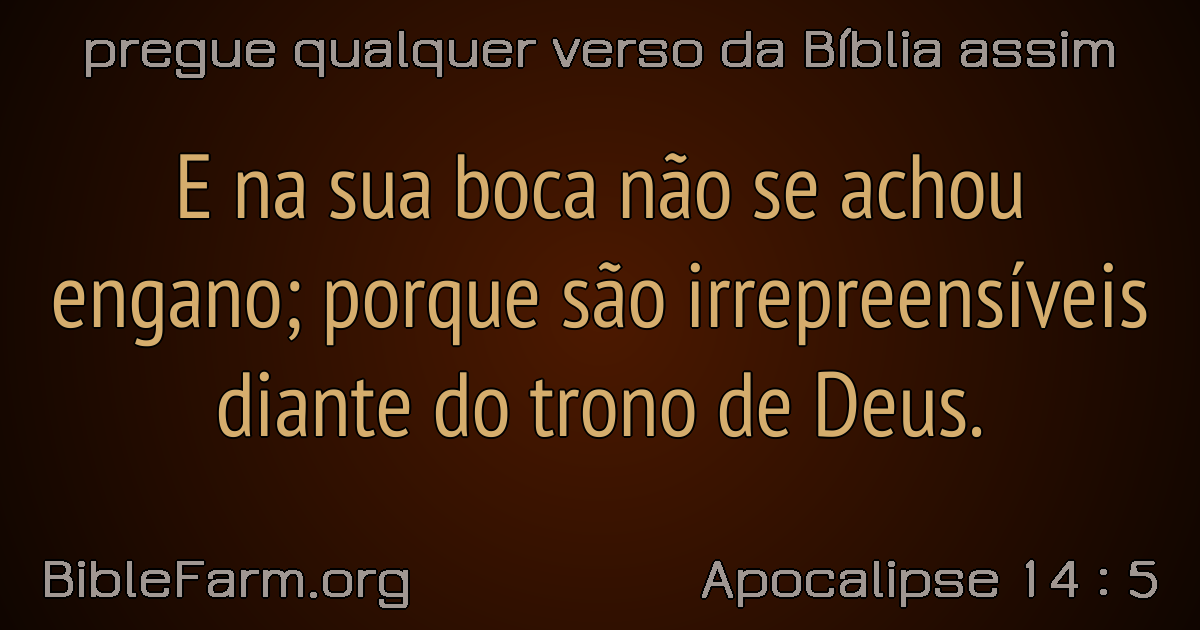 pregue qualquer verso da Bíblia assim
E na sua boca não se achou
engano; porque são irrepreensíveis
diante do trono de Deus.
BibleFarm.org
Apocalipse 14 : 5